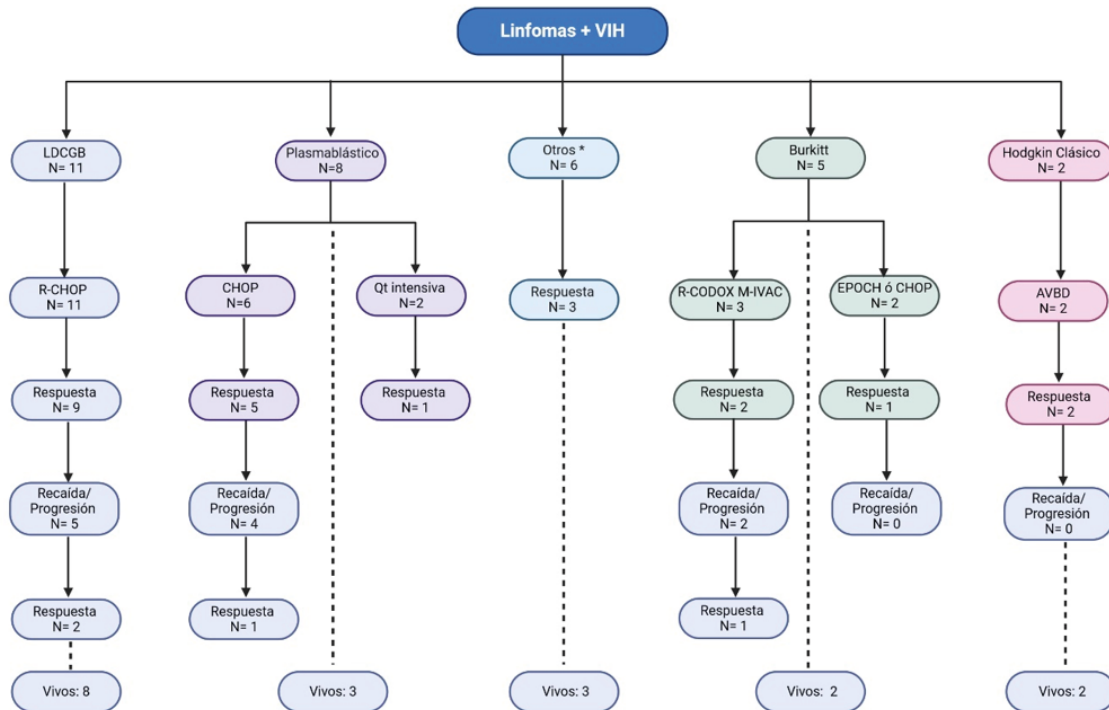 Linfomas + VIH
LDCGB
N= 11
Plasmablástico
N=8
Otros *
N= 6
Burkitt
N= 5
Hodgkin Clásico
N= 2
R-CHOP
N= 11
CHOP
N=6
Qt intensiva
N=2
Respuesta
N= 3
R-CODOX M-IVAC
N= 3
EPOCH ó CHOP
N= 2
AVBD
N= 2
Respuesta
N= 9
Respuesta
N= 5
Respuesta
N= 1
Respuesta
N= 2
Respuesta
N= 1
Respuesta
N= 2
Recaída/
Progresión
N= 5
Recaída/
Progresión
N= 4
Recaída/
Progresión
N= 2
Recaída/
Progresión
N= 0
Recaída/
Progresión
N= 0
Respuesta
N= 2
Respuesta
N= 1
Respuesta
N= 1
Vivos: 8
Vivos: 3
Vivos: 3
Vivos: 2
Vivos: 2